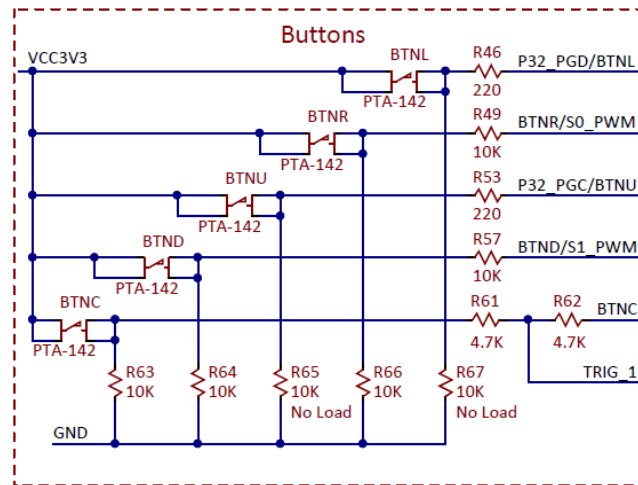 Buttons
VCC3V3
BTNL
R46
P32_PGD/BTNL
PTA-142
220
BTNR
R49
BTNR/S0_PWM
PTA-142
10K
BTNU
R53
P32_PGC/BTNU
PTA-142
220
BTND
R57
BTND/S1_PWM
PTA-142
10K
BTNC
R61
R62
BTNC
PTA-142
4.7K
4.7K
TRIG_1
R63
R64
R65
R66
R67
10K
10K
10K
10K
10K
No Load
No Load
GND